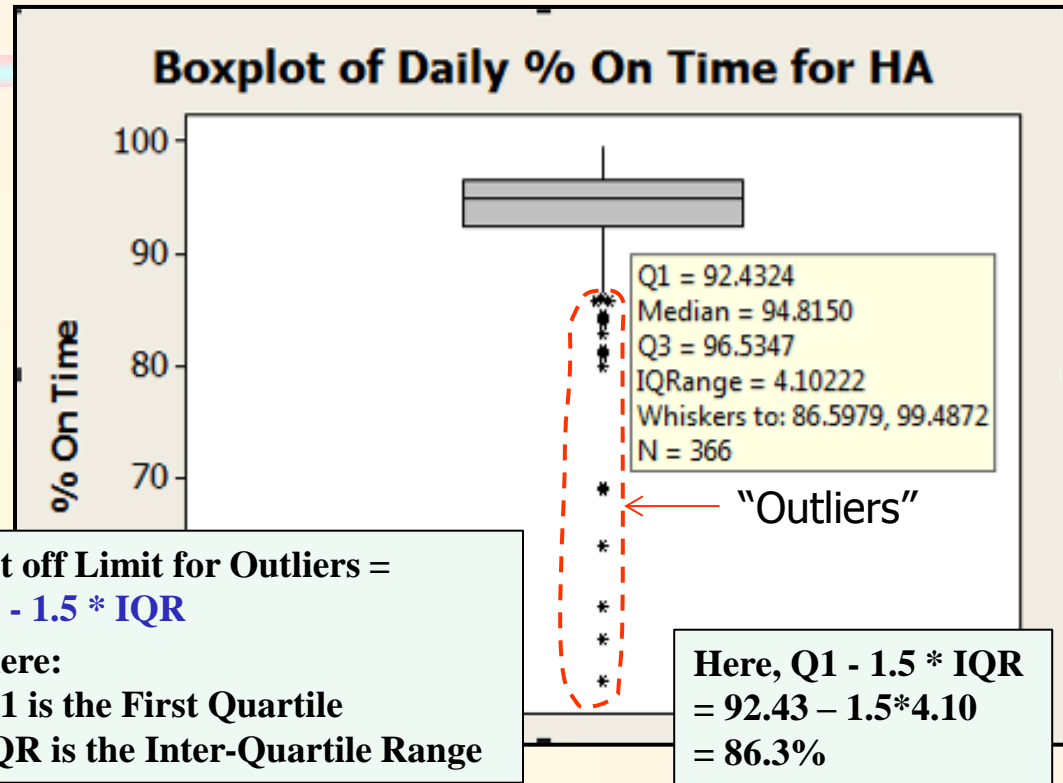 Boxplot of Daily % On Time for HA
100
90
80
70
% On Time
Q1 = 92.4324
Median = 94.8150
Q3 = 96.5347
IQRange = 4.10222
Whiskers to: 86.5979, 99.4872
N = 366
“Outliers”
t off Limit for Outliers =
- 1.5 * IQR
ere:
1 is the First Quartile
QR is the Inter-Quartile Range
Here, Q1 - 1.5 * IQR
= 92.43 – 1.5*4.10
= 86.3%